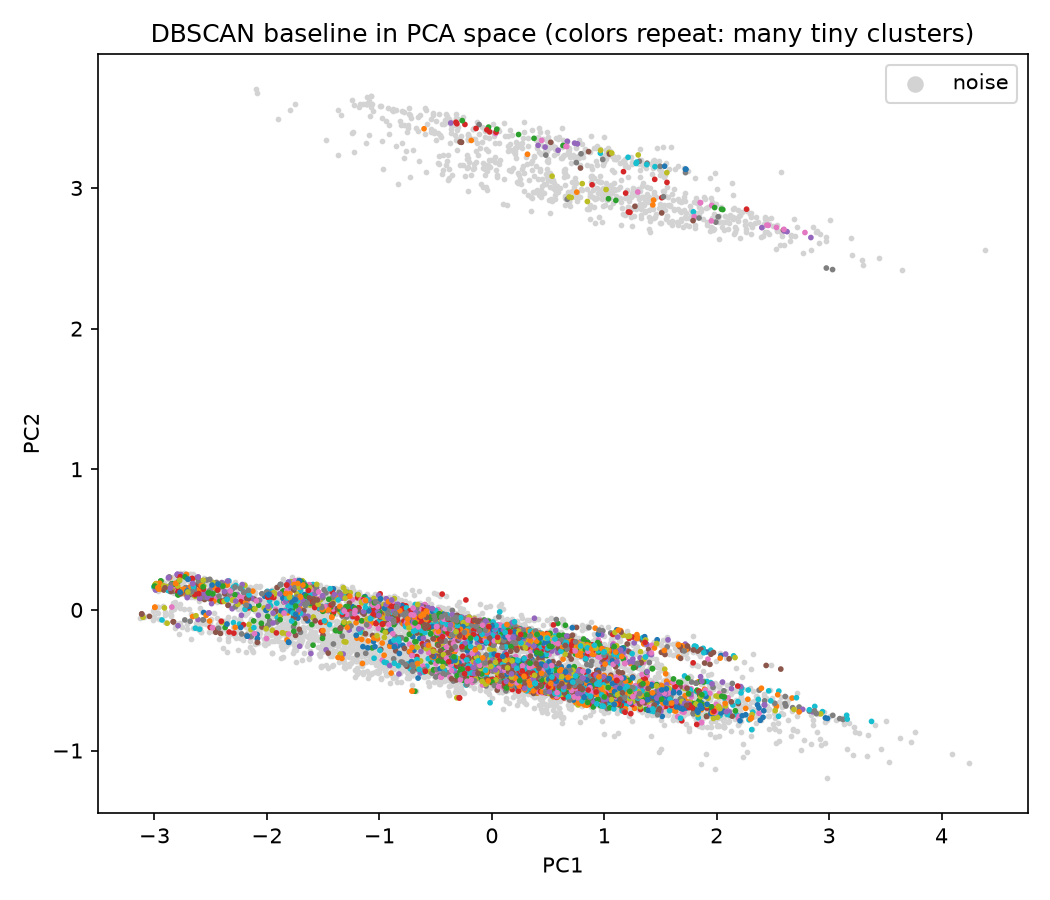 DBSCAN baseline in PCA space (colors repeat: many tiny clusters)
noise
3
2
1
0
−1
PC2
−3 −2 −1 0 1 2 3 4
PC1